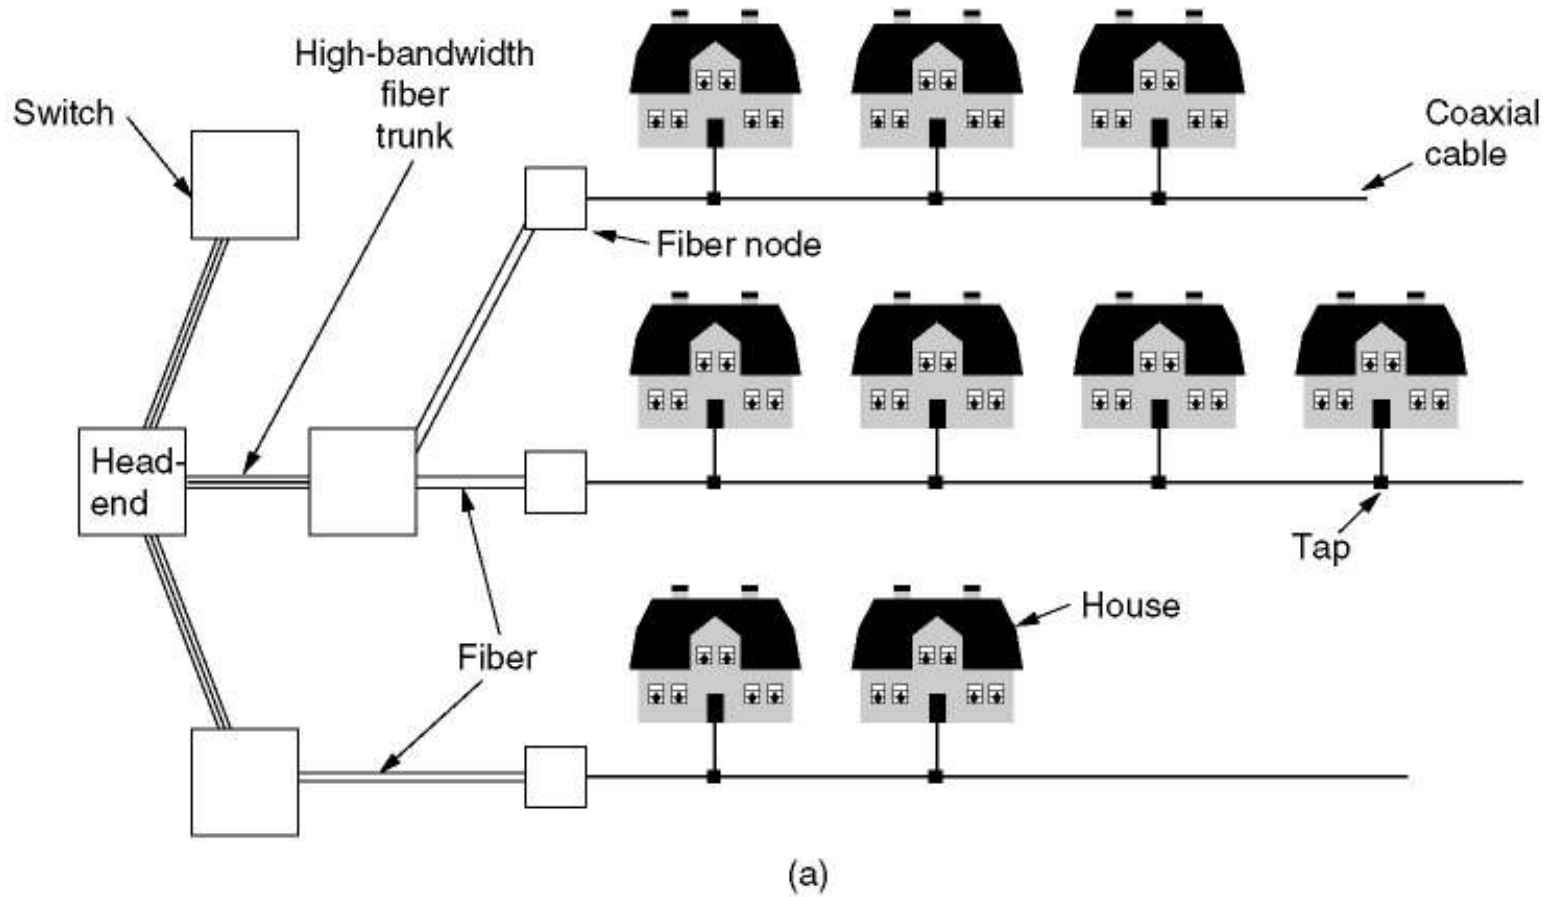 High-bandwidth
fiber
trunk
Switch
Coaxial
cable
Fiber node
Head-
end
Tap
House
Fiber
(a)